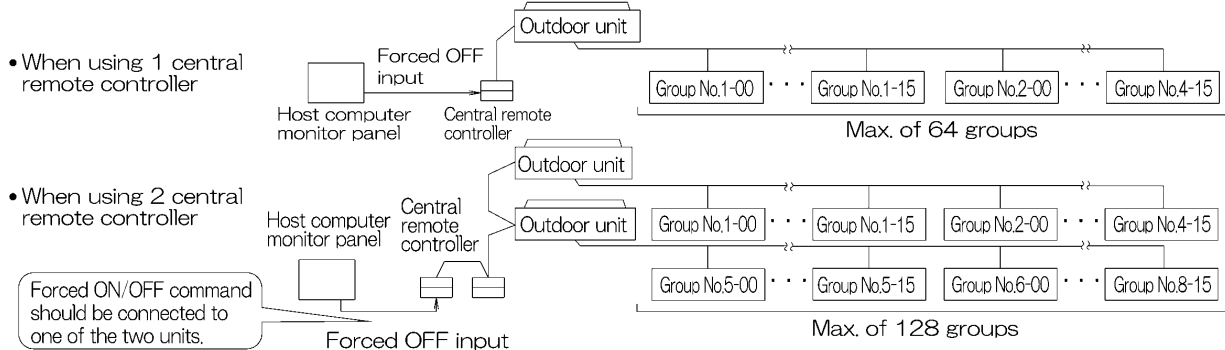 • When using 1 central
remote controller
Forced OFF
input
Host computer
monitor panel
Central remote
controller
Outdoor unit
Group No.1-00 ··· Group No.1-15 Group No.2-00 ··· Group No.4-15
Max. of 64 groups
• When using 2 central
remote controller
Host computer
monitor panel
Central
remote
controller
Outdoor unit
Outdoor unit
Group No.1-00 ··· Group No.1-15 Group No.2-00 ··· Group No.4-15
Group No.5-00 ··· Group No.5-15 Group No.6-00 ··· Group No.8-15
Max. of 128 groups
Forced ON/OFF command
should be connected to
one of the two units.
Forced OFF input